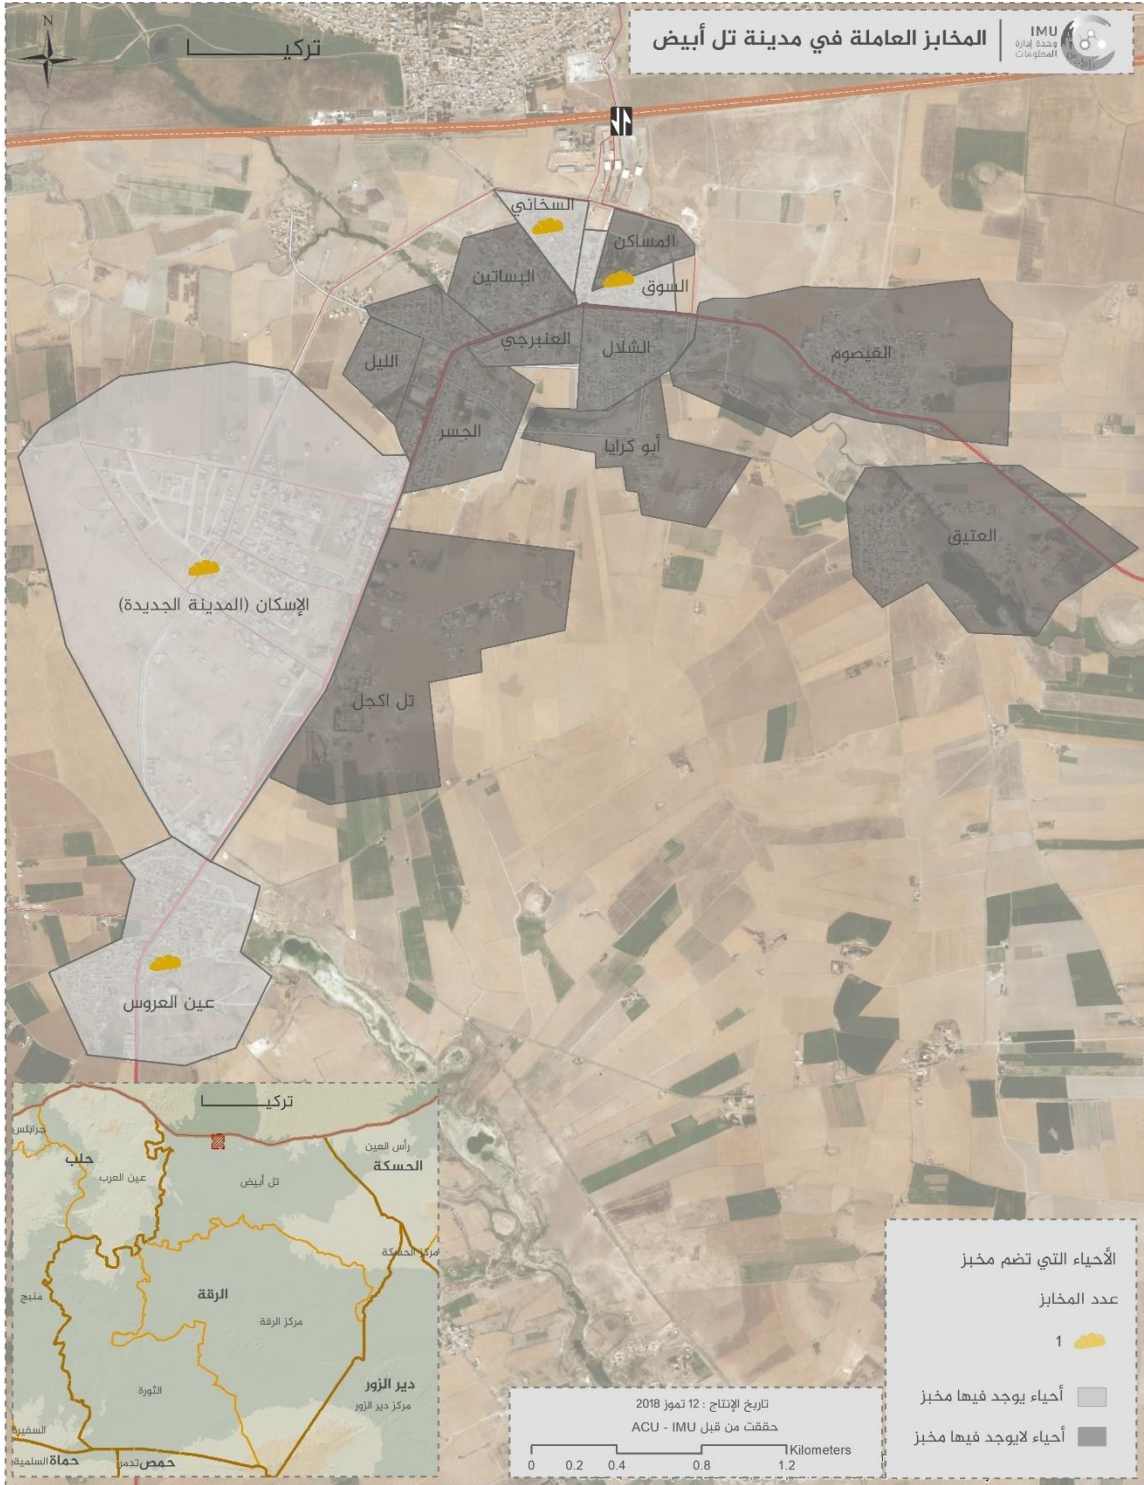 المخابز العاملة في مدينة تل أبيض
IMU
وحدة إدارة
المعلومات
N
تركيـــــــا
السخاني
المساكن
البساتين
السوق
العنبرجي
الشلال
القيصوم
الليل
الجسر
أبو كرايا
العتيق
الإسكان (المدينة الجديدة)
تل اكجل
عين العروس
تركيـــــــا
جرابلس
رأس العين
حلب
الحسكة
عين العرب
تل أبيض
مركز الحسكة
منبج
الرقة
مركز الرقة
الثورة
دير الزور
مركز دير الزور
السفيرة
حماة السلمية
حمص تدمر
الأحياء التي تضم مخبز
عدد المخابز
1
أحياء يوجد فيها مخبز
أحياء لايوجد فيها مخبز
تاريخ الإنتاج : 12 تموز 2018
حققت من قبل ACU - IMU
Kilometers
0 0.2 0.4 0.8 1.2